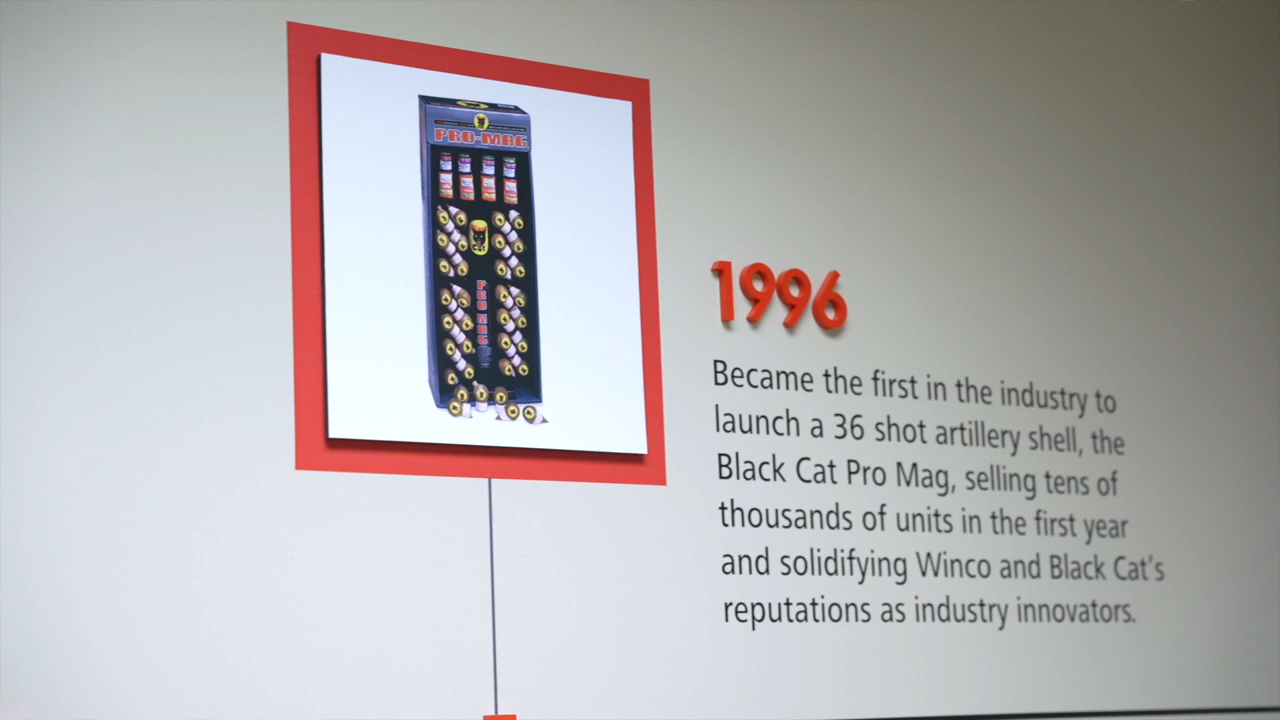 PRO-MAG
PRO MAG
1996
Became the first in the industry to
launch a 36 shot artillery shell, the
Black Cat Pro Mag, selling tens of
thousands of units in the first year
and solidifying Winco and Black Cat's
reputations as industry innovators.